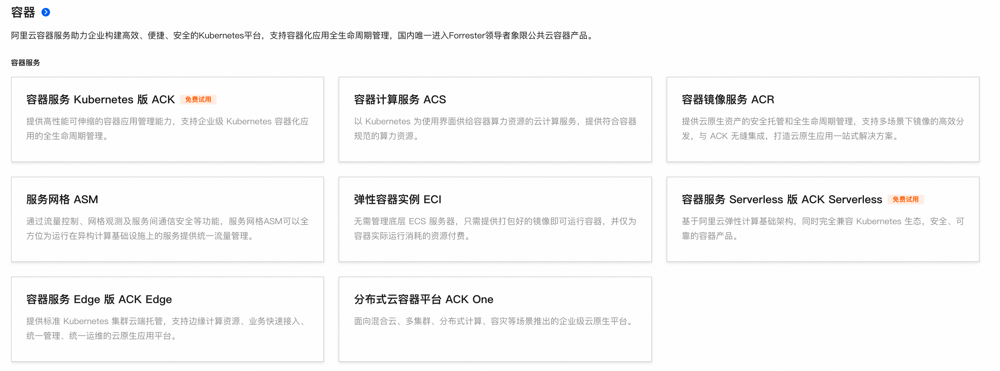 容器
阿里云容器服务助力企业构建高效、便捷、安全的Kubernetes平台，支持容器化应用全生命周期管理，国内唯一进入Forrester领导者象限公共云容器产品。
容器服务
容器服务 Kubernetes 版 ACK 免费试用
提供高性能可伸缩的容器应用管理能力，支持企业级 Kubernetes 容器化应
用的全生命周期管理。
容器计算服务 ACS
以 Kubernetes 为使用界面供给容器算力资源的云计算服务，提供符合容器
规范的算力资源。
容器镜像服务 ACR
提供云原生资产的安全托管和全生命周期管理，支持多场景下镜像的高效分
发，与 ACK 无缝集成，打造云原生应用一站式解决方案。
服务网格 ASM
通过流量控制、网格观测及服务间通信安全等功能，服务网格ASM可以全
方位为运行在异构计算基础设施上的服务提供统一流量管理。
弹性容器实例 ECI
无需管理底层 ECS 服务器，只需提供打包好的镜像即可运行容器，并仅为
容器实际运行消耗的资源付费。
容器服务 Serverless 版 ACK Serverless 免费试用
基于阿里云弹性计算基础架构，同时完全兼容 Kubernetes 生态，安全、可
靠的容器产品。
容器服务 Edge 版 ACK Edge
提供标准 Kubernetes 集群云端托管，支持边缘计算资源、业务快速接入、
统一管理、统一运维的云原生应用平台。
分布式云容器平台 ACK One
面向混合云、多集群、分布式计算、容灾等场景推出的企业级云原生平台。